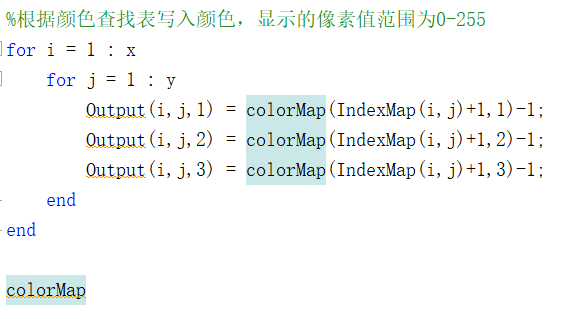 %根据颜色查找表写入颜色，显示的像素值范围为0-255
for i = 1 : x
    for j = 1 : y
        Output(i,j,1) = colorMap(IndexMap(i,j)+1,1)-1;
        Output(i,j,2) = colorMap(IndexMap(i,j)+1,2)-1;
        Output(i,j,3) = colorMap(IndexMap(i,j)+1,3)-1;
    end
end
colorMap